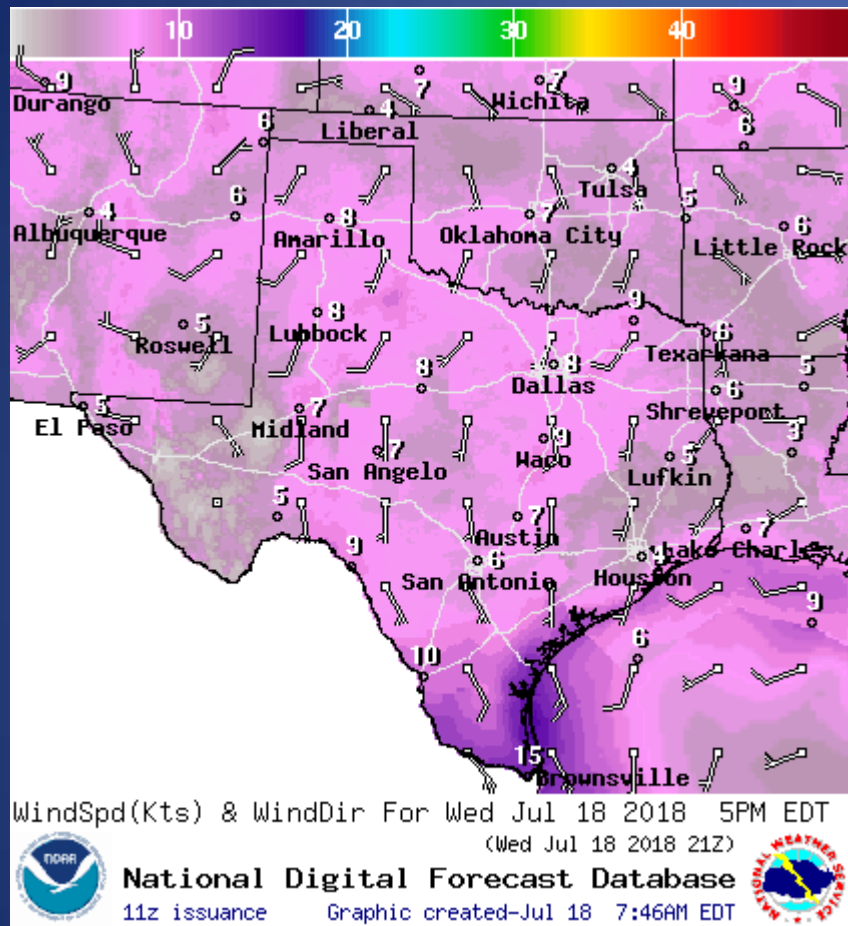 10 20 30 40
9 7 7 9
Durango Wichita
4
Liberal
6 6
4
Tulsa
4 6 8 7 5 6
Albuquerque Amarillo Oklahoma City Little Rock
5 8 9 6
Roswell Lubbock Texarkana
8 8 5
Dallas
5 7 6
El Paso Midland Shreveport
7 9 5 3
San Angelo Waco Lufkin
5 7 7
Austin Lake Charles
9 6
San Antonio Houston
9
10 6
15
Brownsville
WindSpd(Kts) & WindDir For Wed Jul 18 2018 5PM EDT
(Wed Jul 18 2018 21Z)
NOAA
National Digital Forecast Database
11z issuance Graphic created-Jul 18 7:46AM EDT
NATIONAL WEATHER SERVICE